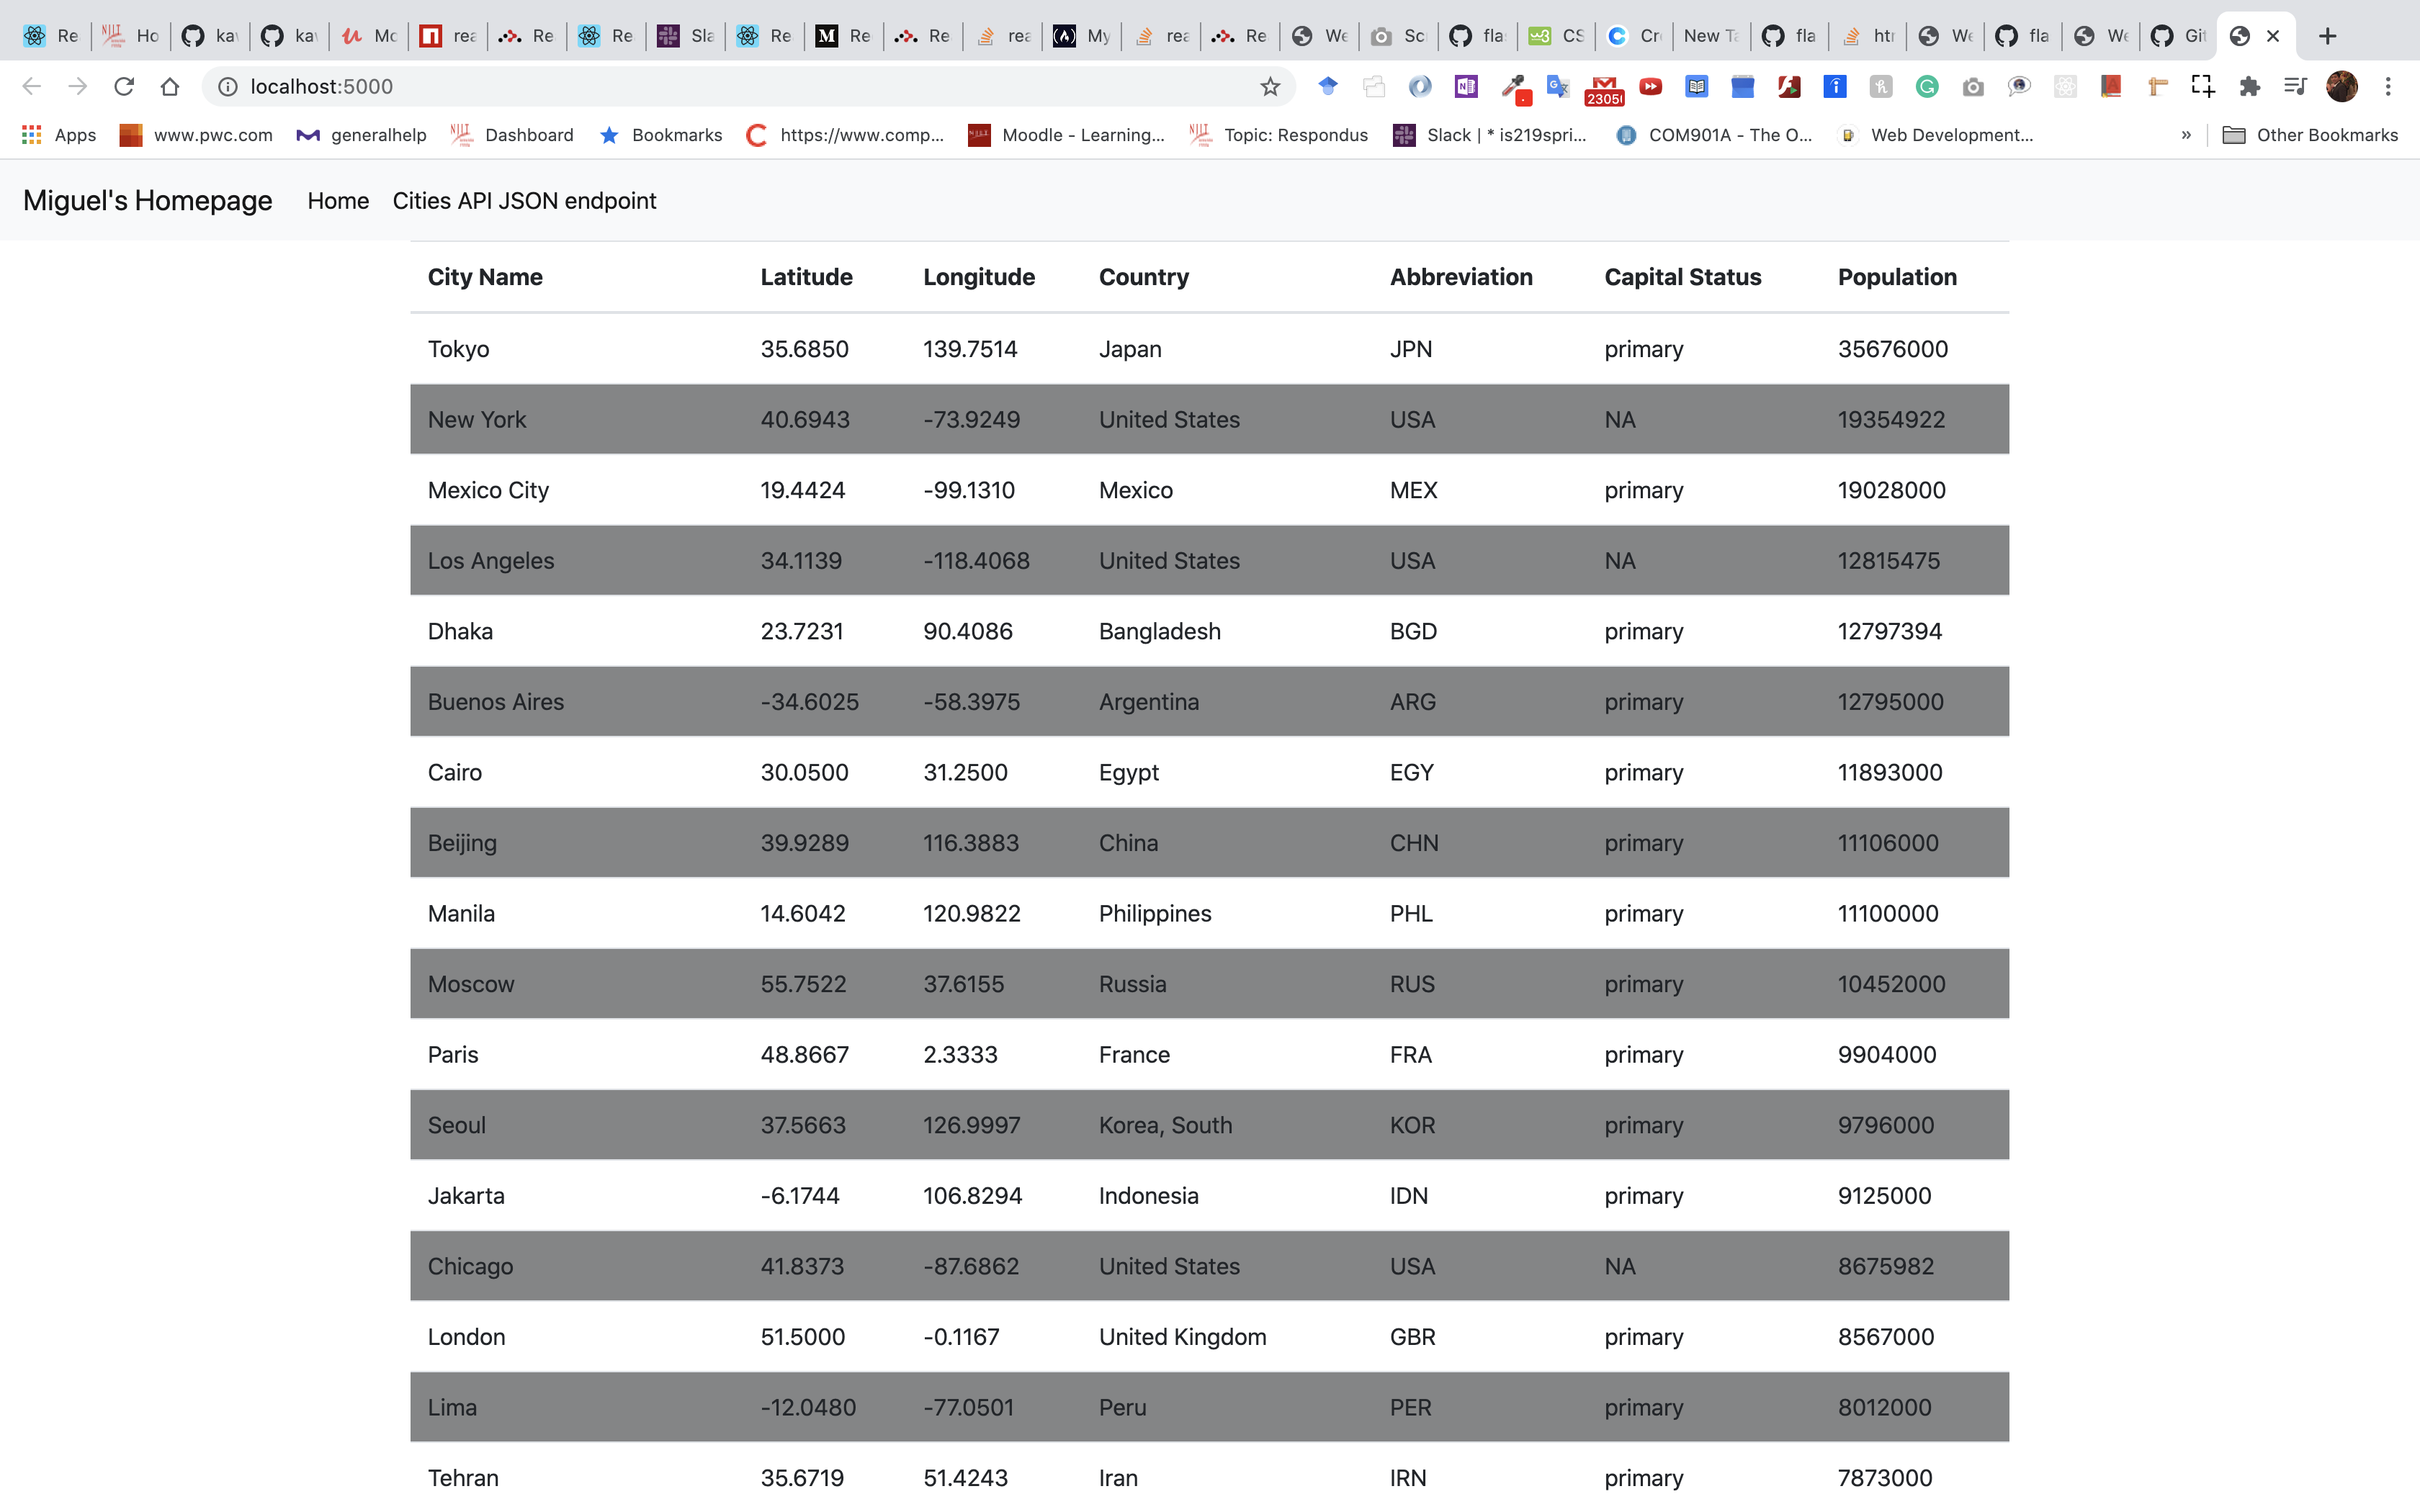 Re Ho ka ka Mc rea Re Re Sla Re Re Re rea My rea Re We Sc fla CS Cr New Ta fla htm We fla We Git
localhost:5000
Apps www.pwc.com generalhelp Dashboard Bookmarks https://www.comp... Moodle - Learning... Topic: Respondus Slack | * is219spri... COM901A - The O... Web Development... » Other Bookmarks
Miguel's Homepage Home Cities API JSON endpoint
City Name Latitude Longitude Country Abbreviation Capital Status Population
Tokyo 35.6850 139.7514 Japan JPN primary 35676000
New York 40.6943 -73.9249 United States USA NA 19354922
Mexico City 19.4424 -99.1310 Mexico MEX primary 19028000
Los Angeles 34.1139 -118.4068 United States USA NA 12815475
Dhaka 23.7231 90.4086 Bangladesh BGD primary 12797394
Buenos Aires -34.6025 -58.3975 Argentina ARG primary 12795000
Cairo 30.0500 31.2500 Egypt EGY primary 11893000
Beijing 39.9289 116.3883 China CHN primary 11106000
Manila 14.6042 120.9822 Philippines PHL primary 11100000
Moscow 55.7522 37.6155 Russia RUS primary 10452000
Paris 48.8667 2.3333 France FRA primary 9904000
Seoul 37.5663 126.9997 Korea, South KOR primary 9796000
Jakarta -6.1744 106.8294 Indonesia IDN primary 9125000
Chicago 41.8373 -87.6862 United States USA NA 8675982
London 51.5000 -0.1167 United Kingdom GBR primary 8567000
Lima -12.0480 -77.0501 Peru PER primary 8012000
Tehran 35.6719 51.4243 Iran IRN primary 7873000